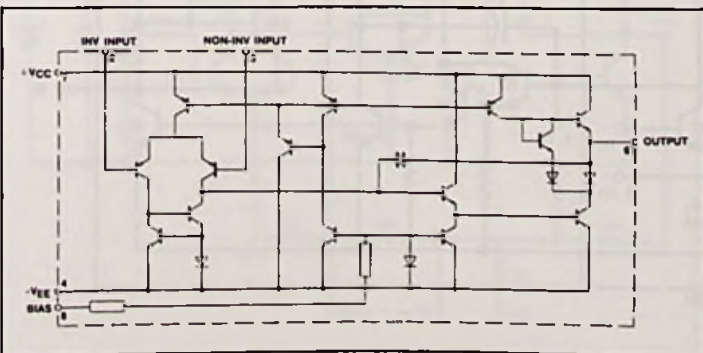 INV INPUT
NON-INV INPUT
2
3
+VCC
6
OUTPUT
4
-VEE
BIAS
8